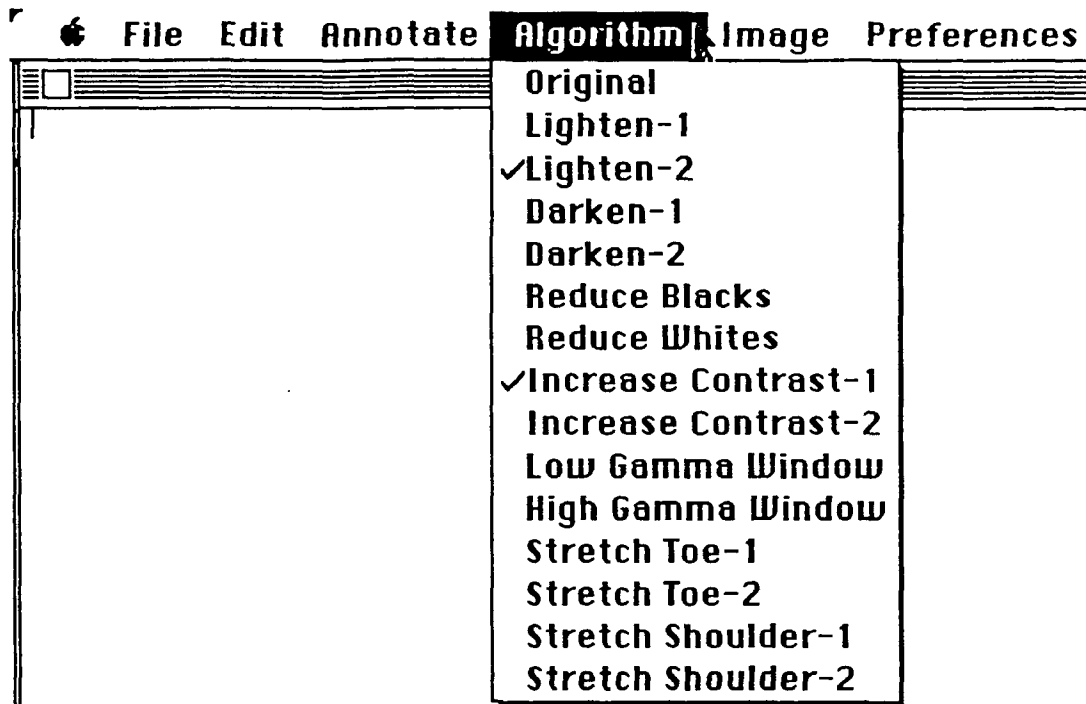 File Edit Annotate Algorithm Image Preferences
Original
Lighten-1
✓Lighten-2
Darken-1
Darken-2
Reduce Blacks
Reduce Whites
✓Increase Contrast-1
Increase Contrast-2
Low Gamma Window
High Gamma Window
Stretch Toe-1
Stretch Toe-2
Stretch Shoulder-1
Stretch Shoulder-2